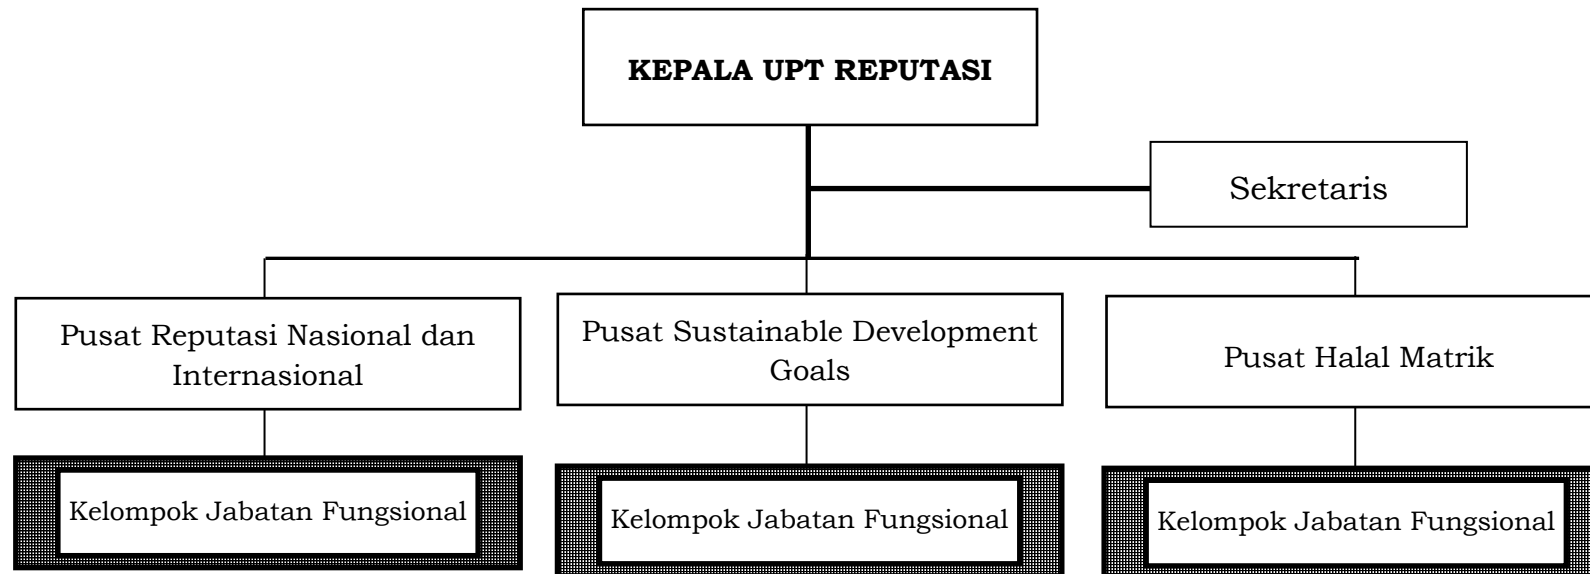 KEPALA UPT REPUTASI
Sekretaris
Pusat Reputasi Nasional dan
Internasional
Pusat Sustainable Development
Goals
Pusat Halal Matrik
Kelompok Jabatan Fungsional
Kelompok Jabatan Fungsional
Kelompok Jabatan Fungsional